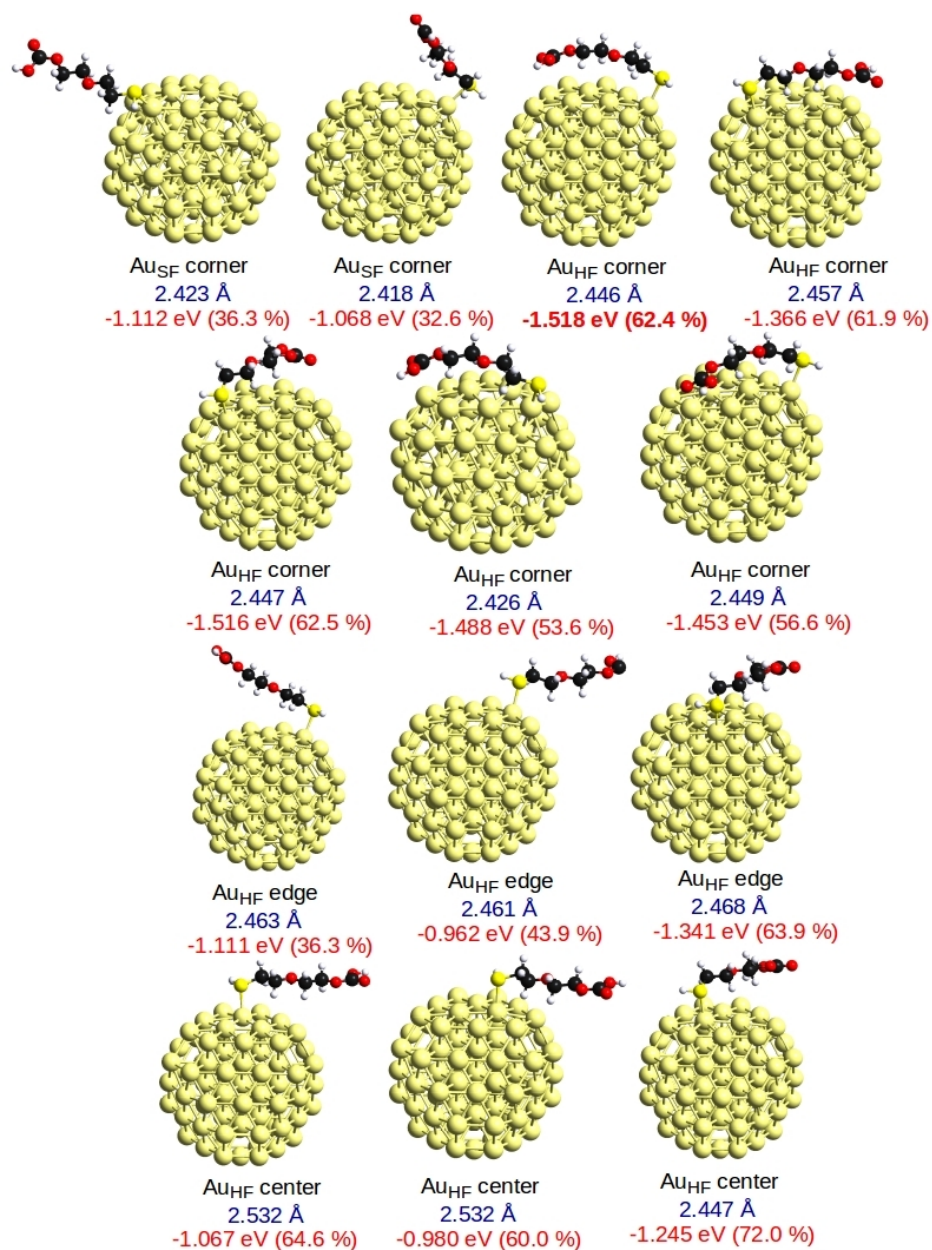 Au_SF corner
2.423 Å
-1.112 eV (36.3 %)
Au_SF corner
2.418 Å
-1.068 eV (32.6 %)
Au_HF corner
2.446 Å
-1.518 eV (62.4 %)
Au_HF corner
2.457 Å
-1.366 eV (61.9 %)
Au_HF corner
2.447 Å
-1.516 eV (62.5 %)
Au_HF corner
2.426 Å
-1.488 eV (53.6 %)
Au_HF corner
2.449 Å
-1.453 eV (56.6 %)
Au_HF edge
2.463 Å
-1.111 eV (36.3 %)
Au_HF edge
2.461 Å
-0.962 eV (43.9 %)
Au_HF edge
2.468 Å
-1.341 eV (63.9 %)
Au_HF center
2.532 Å
-1.067 eV (64.6 %)
Au_HF center
2.532 Å
-0.980 eV (60.0 %)
Au_HF center
2.447 Å
-1.245 eV (72.0 %)